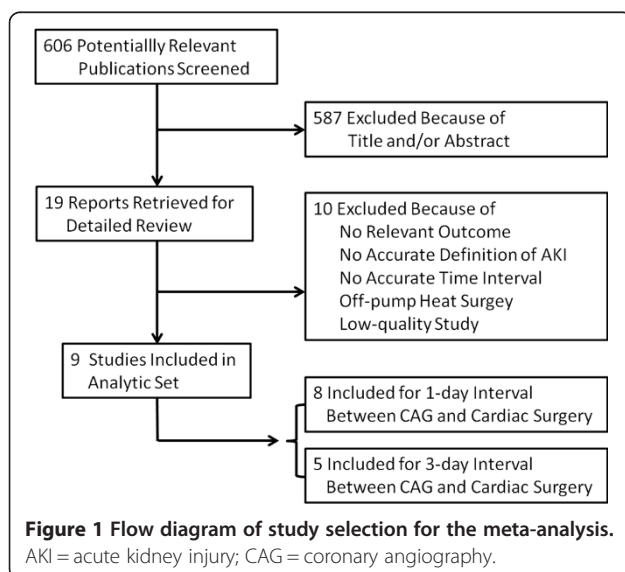 606 Potentiallly Relevant
Publications Screened
587 Excluded Because of
Title and/or Abstract
19 Reports Retrieved for
Detailed Review
10 Excluded Because of
No Relevant Outcome
No Accurate Definition of AKI
No Accurate Time Interval
Off-pump Heat Surgey
Low-quality Study
9 Studies Included in
Analytic Set
8 Included for 1-day Interval
Between CAG and Cardiac Surgery
5 Included for 3-day Interval
Between CAG and Cardiac Surgery
Figure 1 Flow diagram of study selection for the meta-analysis.
AKI = acute kidney injury; CAG = coronary angiography.